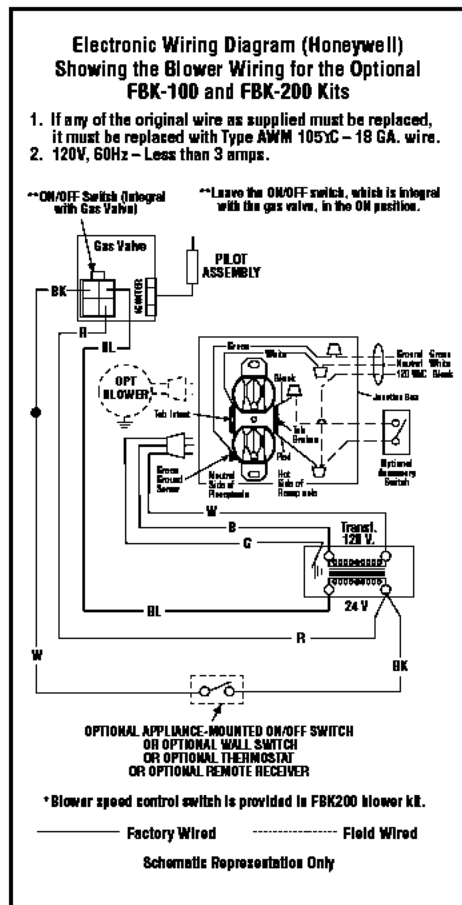 Electronic Wiring Diagram (Honeywell)
Showing the Blower Wiring for the Optional
FBK-100 and FBK-200 Kits
1. If any of the original wire as supplied must be replaced,
it must be replaced with Type AWM 105ϒC – 18 GA. wire.
2. 120V, 60Hz – Less than 3 amps.
**ON/OFF Switch (Integral
with Gas Valve)
**Leave the ON/OFF switch, which is integral
with the gas valve, in the ON position.
Gas Valve
IGNITER
PILOT
ASSEMBLY
BK
R
BL
Green
White
Ground Green
Neutral White
120 VAC Black
Black
OPT
BLOWER
Junction Box
Tab Intact
Tab
Broken
Red
Green
Ground
Screw
Neutral
Side of
Receptacle
Hot
Side of
Receptacle
Optional
Accessory
Switch
W
B
G
Transf.
120 V.
24 V
BL
R
W
BK
OPTIONAL APPLIANCE-MOUNTED ON/OFF SWITCH
OR OPTIONAL WALL SWITCH
OR OPTIONAL THERMOSTAT
OR OPTIONAL REMOTE RECEIVER
*Blower speed control switch is provided in FBK200 blower kit.
Factory Wired
Field Wired
Schematic Representation Only